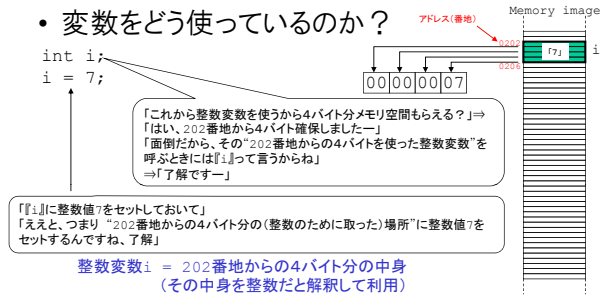 • 変数をどう使っているのか？
Memory image
アドレス（番地）
int i;
i = 7;
0202
0206
「7」
i
00 00 00 07
「これから整数変数を使うから4バイト分メモリ空間もらえる？」⇒
「はい、202番地から4バイト確保しましたー」
「面倒だから、その“202番地からの4バイトを使った整数変数”を
呼ぶときには『i』って言うからね」
⇒「了解ですー」
「『i』に整数値7をセットしておいて」
「ええと、つまり “202番地からの4バイト分の（整数のために取った）場所”に整数値7を
セットするんですね、了解」
整数変数i = 202番地からの4バイト分の中身
（その中身を整数だと解釈して利用）